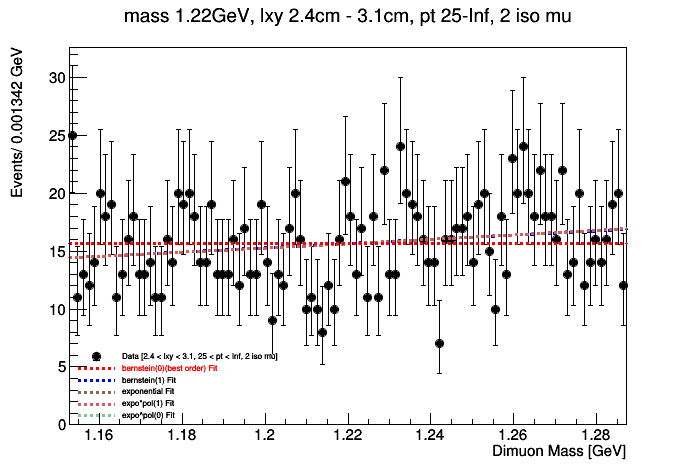 mass 1.22GeV, lxy 2.4cm - 3.1cm, pt 25-Inf, 2 iso mu
Events/ 0.001342 GeV
30
25
20
15
10
5
0
Data [2.4 < lxy < 3.1, 25 < pt < Inf, 2 iso mu]
bernstein(0)(best order) Fit
bernstein(1) Fit
exponential Fit
expo*pol(1) Fit
expo^pol(0) Fit
1.16 1.18 1.2 1.22 1.24 1.26 1.28
Dimuon Mass [GeV]